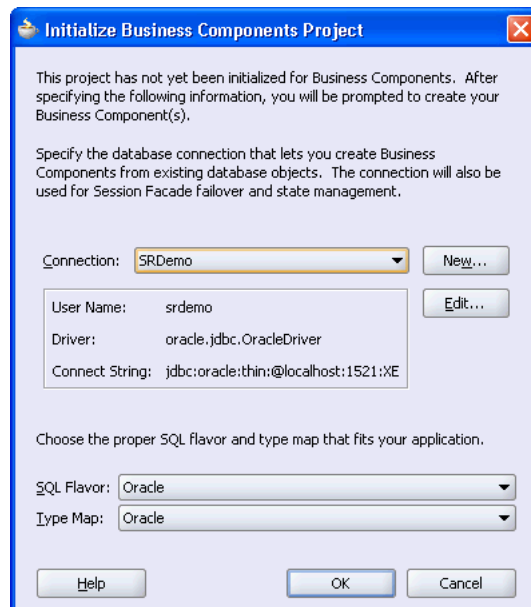 Initialize Business Components Project
This project has not yet been initialized for Business Components. After
specifying the following information, you will be prompted to create your
Business Component(s).
Specify the database connection that lets you create Business
Components from existing database objects. The connection will also be
used for Session Facade failover and state management.
Connection: SRDemo New...
Edit...
User Name: srdemo
Driver: oracle.jdbc.OracleDriver
Connect String: jdbc:oracle:thin:@localhost:1521:XE
Choose the proper SQL flavor and type map that fits your application.
SQL Flavor: Oracle
Type Map: Oracle
Help OK Cancel